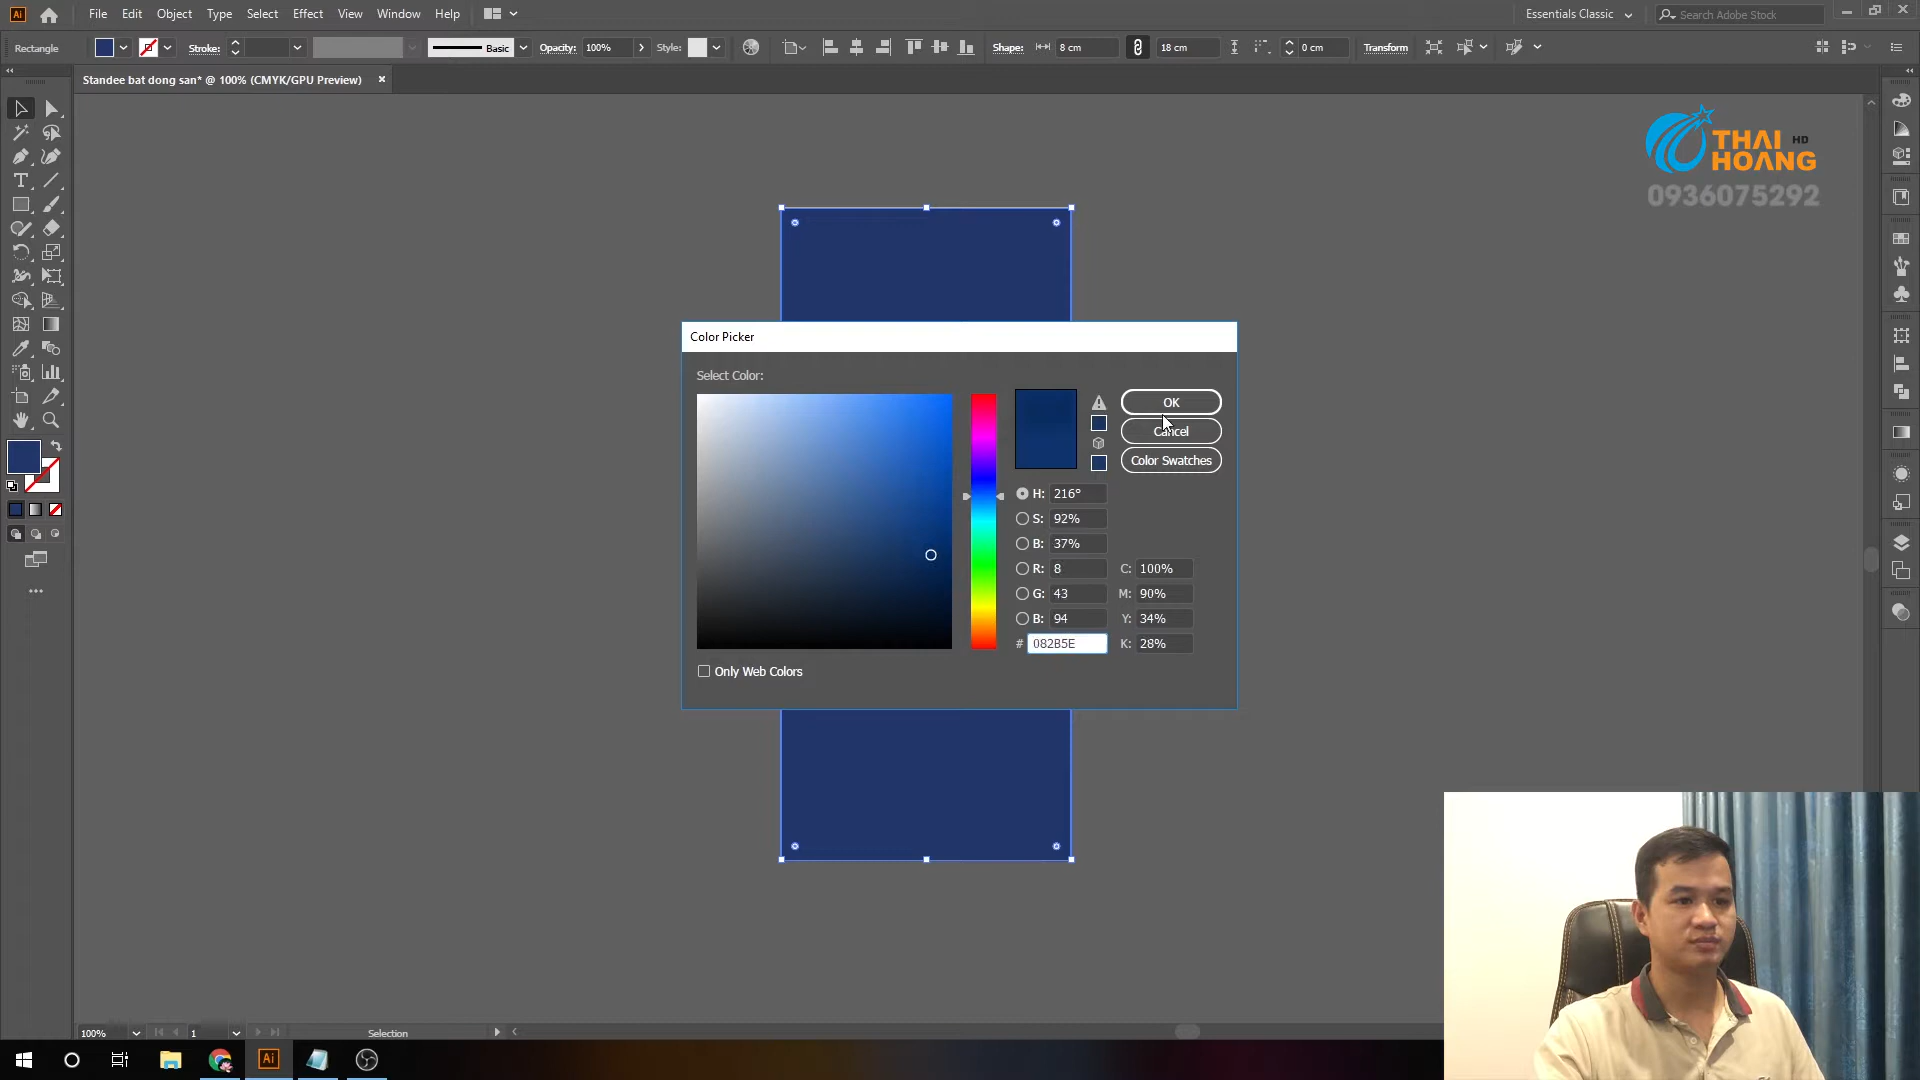 Ai File Edit Object Type Select Effect View Window Help Essentials Classic Search Adobe Stock
Rectangle Stroke: Basic Opacity: 100% Style: Shape: 8 cm 18 cm 0 cm Transform
Standee bat dong san* @ 100% (CMYK/GPU Preview) ×
THAI HD
HOANG
0936075292
Color Picker
Select Color:
OK
Cancel
Color Swatches
H: 216°
S: 92%
B: 37%
R: 8 C: 100%
G: 43 M: 90%
B: 94 Y: 34%
# 082B5E K: 28%
Only Web Colors
100% 1 Selection
Ai